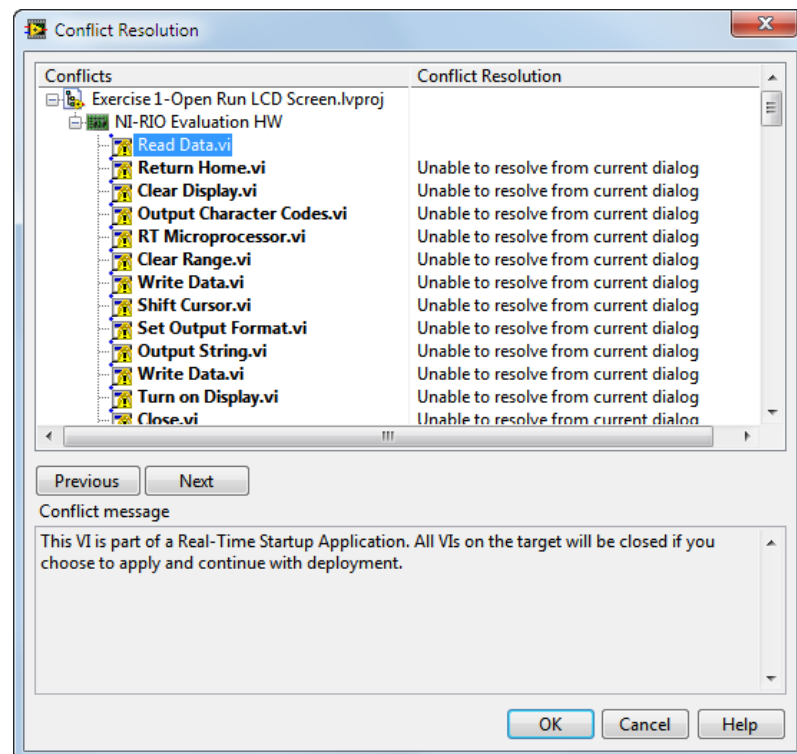 Conflict Resolution
Conflicts Conflict Resolution
Exercise 1-Open Run LCD Screen.lvproj
NI-RIO Evaluation HW
Read Data.vi
Return Home.vi Unable to resolve from current dialog
Clear Display.vi Unable to resolve from current dialog
Output Character Codes.vi Unable to resolve from current dialog
RT Microprocessor.vi Unable to resolve from current dialog
Clear Range.vi Unable to resolve from current dialog
Write Data.vi Unable to resolve from current dialog
Shift Cursor.vi Unable to resolve from current dialog
Set Output Format.vi Unable to resolve from current dialog
Output String.vi Unable to resolve from current dialog
Write Data.vi Unable to resolve from current dialog
Turn on Display.vi Unable to resolve from current dialog
Close.vi Unable to resolve from current dialog
Previous Next
Conflict message
This VI is part of a Real-Time Startup Application. All VIs on the target will be closed if you
choose to apply and continue with deployment.
OK Cancel Help